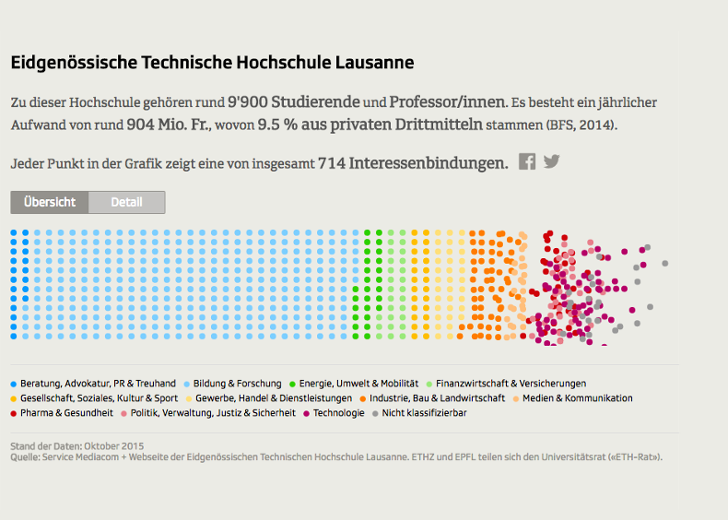 Eidgenössische Technische Hochschule Lausanne
Zu dieser Hochschule gehören rund 9'900 Studierende und Professor/innen. Es besteht ein jährlicher
Aufwand von rund 904 Mio. Fr., wovon 9.5 % aus privaten Drittmitteln stammen (BFS, 2014).
Jeder Punkt in der Grafik zeigt eine von insgesamt 714 Interessenbindungen.
Übersicht Detail
Beratung, Advokatur, PR & Treuhand Bildung & Forschung Energie, Umwelt & Mobilität Finanzwirtschaft & Versicherungen
Gesellschaft, Soziales, Kultur & Sport Gewerbe, Handel & Dienstleistungen Industrie, Bau & Landwirtschaft Medien & Kommunikation
Pharma & Gesundheit Politik, Verwaltung, Justiz & Sicherheit Technologie Nicht klassifizierbar
Stand der Daten: Oktober 2015
Quelle: Service Mediacom + Webseite der Eidgenössischen Technischen Hochschule Lausanne. ETHZ und EPFL teilen sich den Universitätsrat («ETH-Rat»).